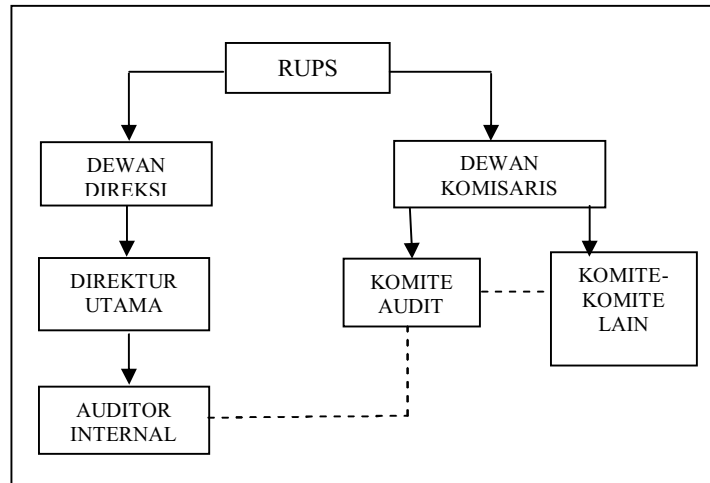 RUPS
DEWAN
DIREKSI
DEWAN
KOMISARIS
DIREKTUR
UTAMA
KOMITE
AUDIT
KOMITE-
KOMITE
LAIN
AUDITOR
INTERNAL